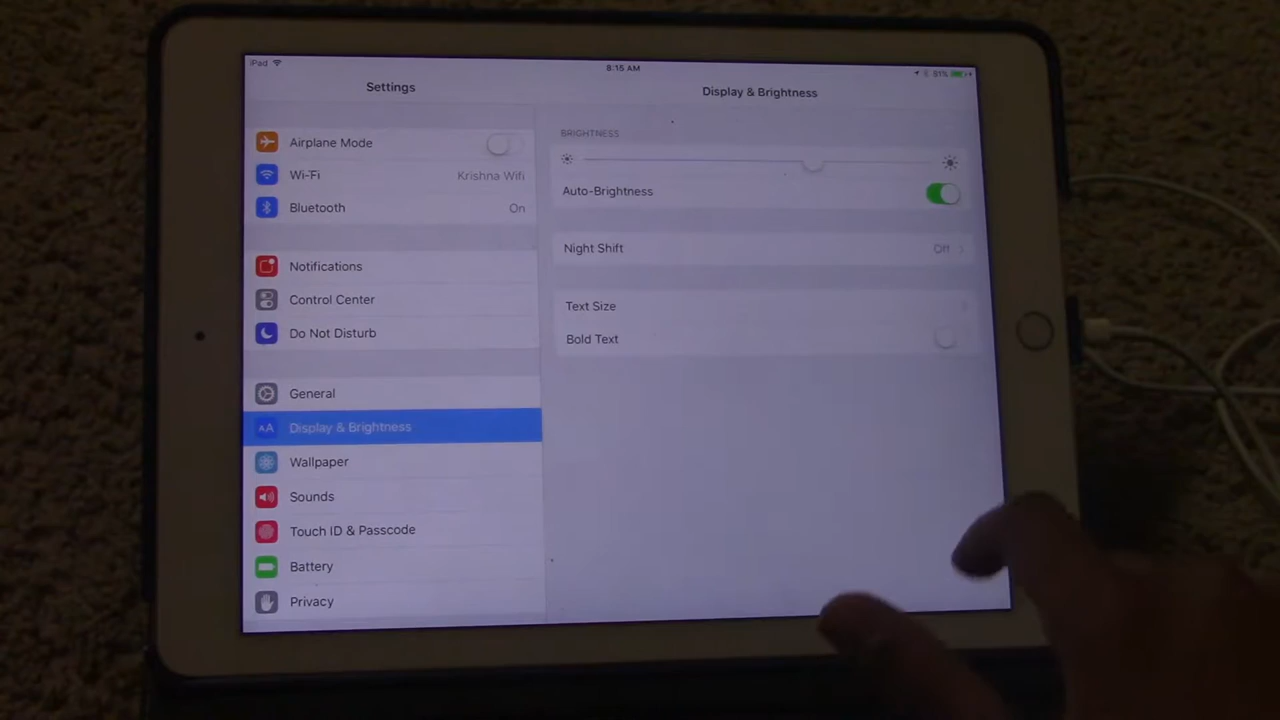 iPad
8:15 AM
81%
Settings
Display & Brightness
Airplane Mode
Wi-Fi
Krishna Wifi
Bluetooth
On
Notifications
Control Center
Do Not Disturb
General
AA
Display & Brightness
Wallpaper
Sounds
Touch ID & Passcode
Battery
Privacy
BRIGHTNESS
Auto-Brightness
Night Shift
Off
Text Size
Bold Text